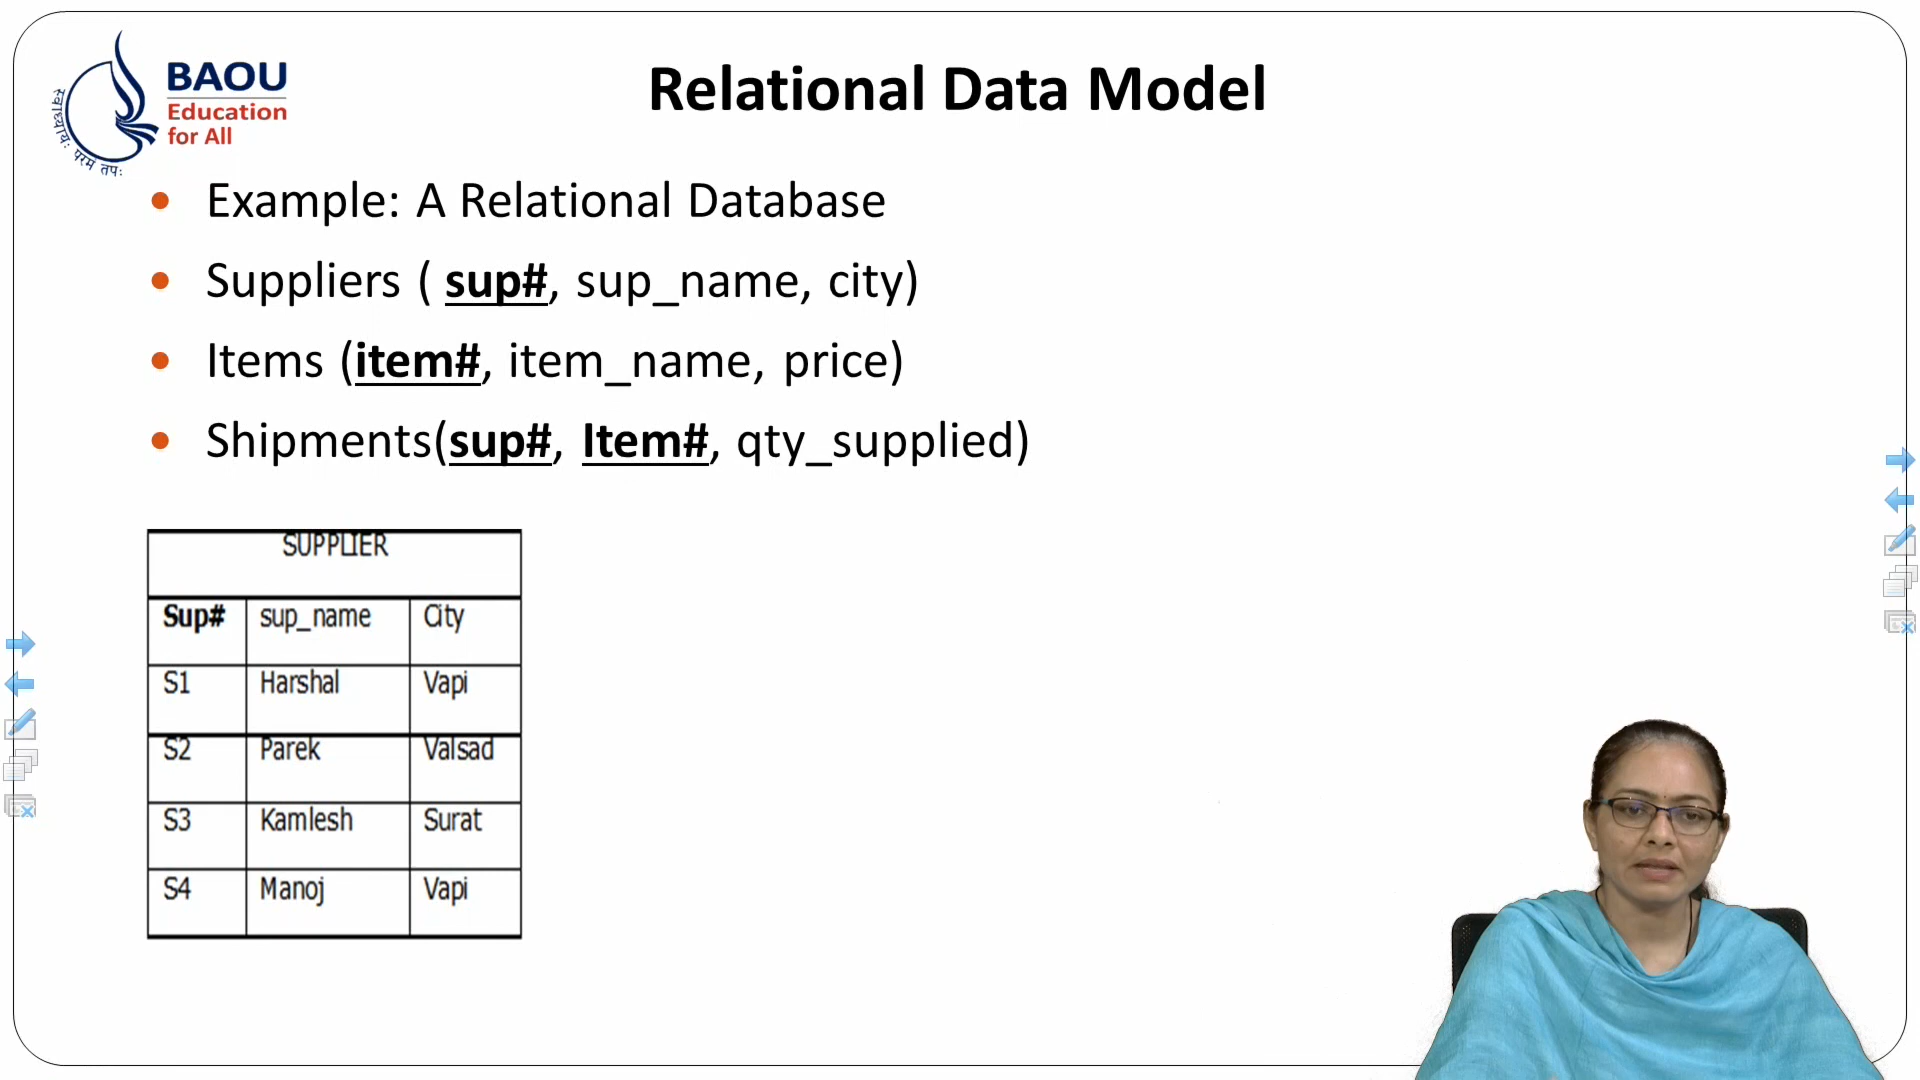 स्वाध्यायः परमं तपः
BAOU
Education
for All
Relational Data Model
• Example: A Relational Database
• Suppliers ( sup#, sup_name, city)
• Items (item#, item_name, price)
• Shipments(sup#, Item#, qty_supplied)
SUPPLIER
Sup# sup_name City
S1 Harshal Vapi
S2 Parek Valsad
S3 Kamlesh Surat
S4 Manoj Vapi